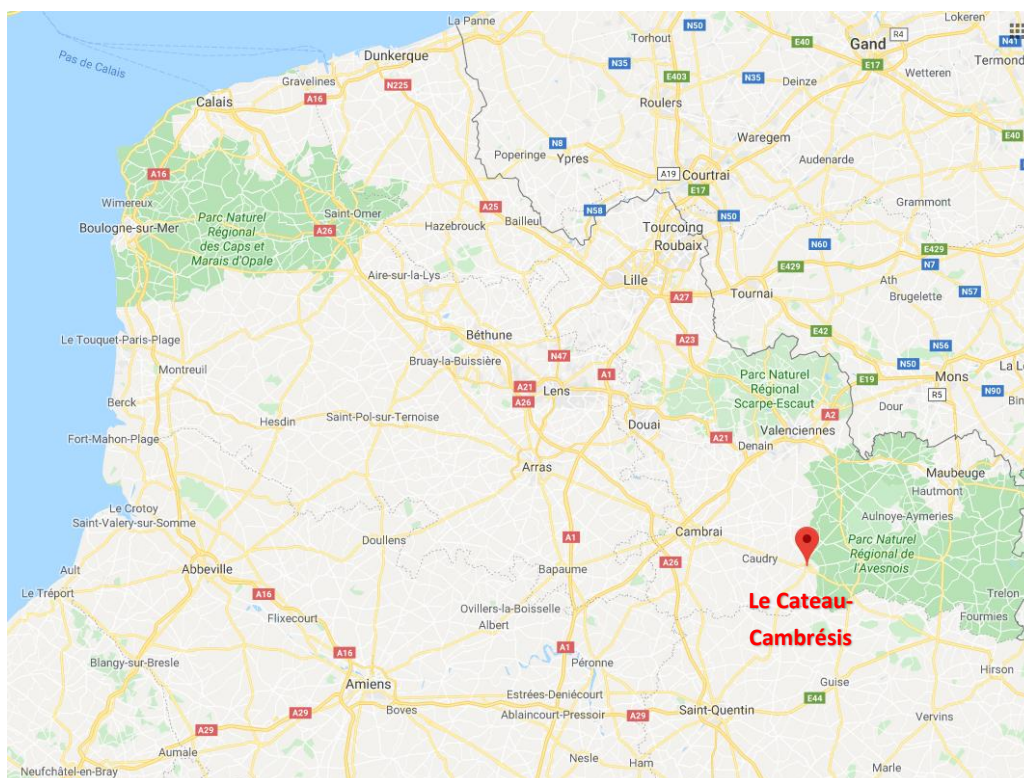 La Panne
N50
Lokeren
Torhout
E40
Gand
R4
N41
Dunkerque
E17
Termond
Pas de Calais
Gravelines
N35
E403
N35
Deinze
Wetteren
Calais
A16
N225
Roulers
Waregem
E40
N8
Poperinge
Ypres
Audenarde
A16
A19
Courtrai
E17
Wimereux
Saint-Omer
A25
N58
N50
Grammont
Boulogne-sur-Mer
Parc Naturel
Régional
des Caps et
Marais d'Opale
A26
Hazebrouck
Bailleul
Tourcoing
Roubaix
N60
E429
E429
N7
Aire-sur-la-Lys
Lille
Ath
A27
Tournai
Brugelette
N57
Béthune
E42
Le Touquet-Paris-Plage
A23
N56
Bruay-la-Buissière
N47
N50
La Lo
Montreuil
A1
Parc Naturel
Régional
Scarpe-Escaut
E19
Mons
A21
Lens
N90
Berck
A26
R5
Bin
Hesdin
Saint-Pol-sur-Ternoise
A2
Dour
Douai
Valenciennes
Fort-Mahon-Plage
A21
Denain
Arras
Maubeuge
Hautmont
Le Crotoy
Saint-Valery-sur-Somme
Aulnoye-Aymeries
Doullens
A1
Cambrai
Parc Naturel
Régional de
l'Avesnois
A26
Caudry
Ault
Abbeville
Bapaume
Le Tréport
A16
Le Cateau-
Cambrésis
Trelon
Flixecourt
Ovillers-la-Boisselle
Albert
Fourmies
A16
A1
Blangy-sur-Bresle
Péronne
Hirson
Amiens
Guise
Estrées-Deniécourt
E44
A29
Boves
Ablaincourt-Pressoir
A29
Saint-Quentin
Vervins
A29
Aumale
Nesle
Ham
Marle
Neufchâtel-en-Bray